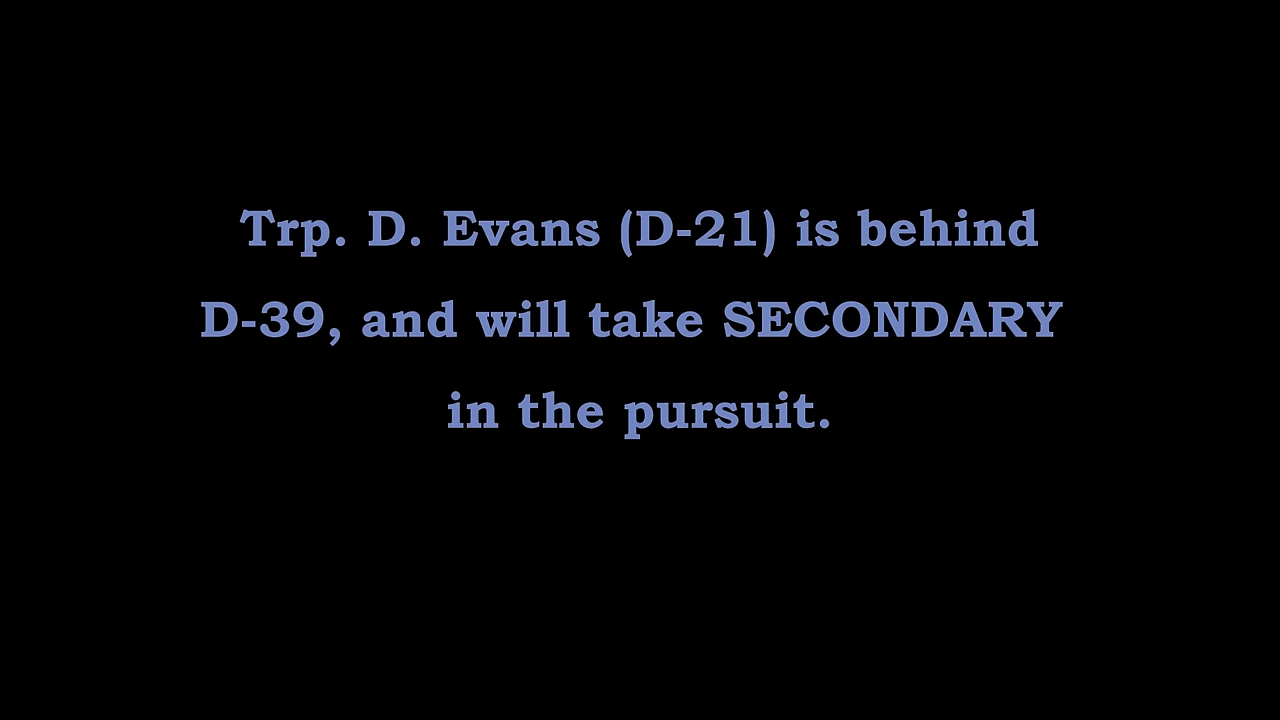 Trp. D. Evans (D-21) is behind
D-39, and will take SECONDARY
in the pursuit.